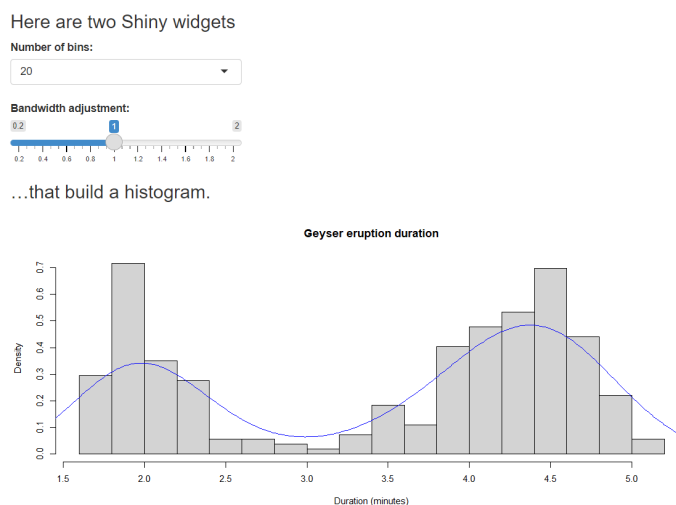 Here are two Shiny widgets
Number of bins:
20
Bandwidth adjustment:
0.2 1 2
0.2 0.4 0.6 0.8 1 1.2 1.4 1.6 1.8 2
…that build a histogram.
Geyser eruption duration
Density
0.7
0.6
0.5
0.4
0.3
0.2
0.1
0.0
1.5 2.0 2.5 3.0 3.5 4.0 4.5 5.0
Duration (minutes)